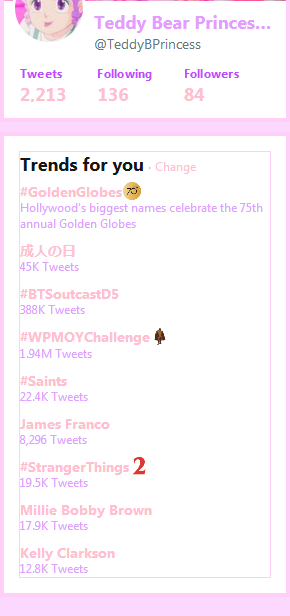 Teddy Bear Princes...
@TeddyBPrincess
Tweets Following Followers
2,213 136 84
Trends for you · Change
#GoldenGlobes
Hollywood's biggest names celebrate the 75th
annual Golden Globes
成人の日
45K Tweets
#BTSoutcastD5
388K Tweets
#WPMOYChallenge
1.94M Tweets
#Saints
22.4K Tweets
James Franco
8,296 Tweets
#StrangerThings 2
19.5K Tweets
Millie Bobby Brown
17.9K Tweets
Kelly Clarkson
12.8K Tweets